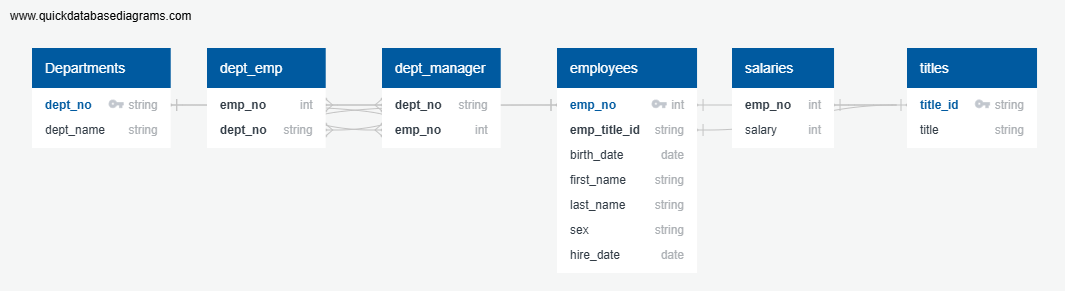 www.quickdatabasediagrams.com
Departments
dept_no string
dept_name string
dept_emp
emp_no int
dept_no string
dept_manager
dept_no string
emp_no int
employees
emp_no int
emp_title_id string
birth_date date
first_name string
last_name string
sex string
hire_date date
salaries
emp_no int
salary int
titles
title_id string
title string